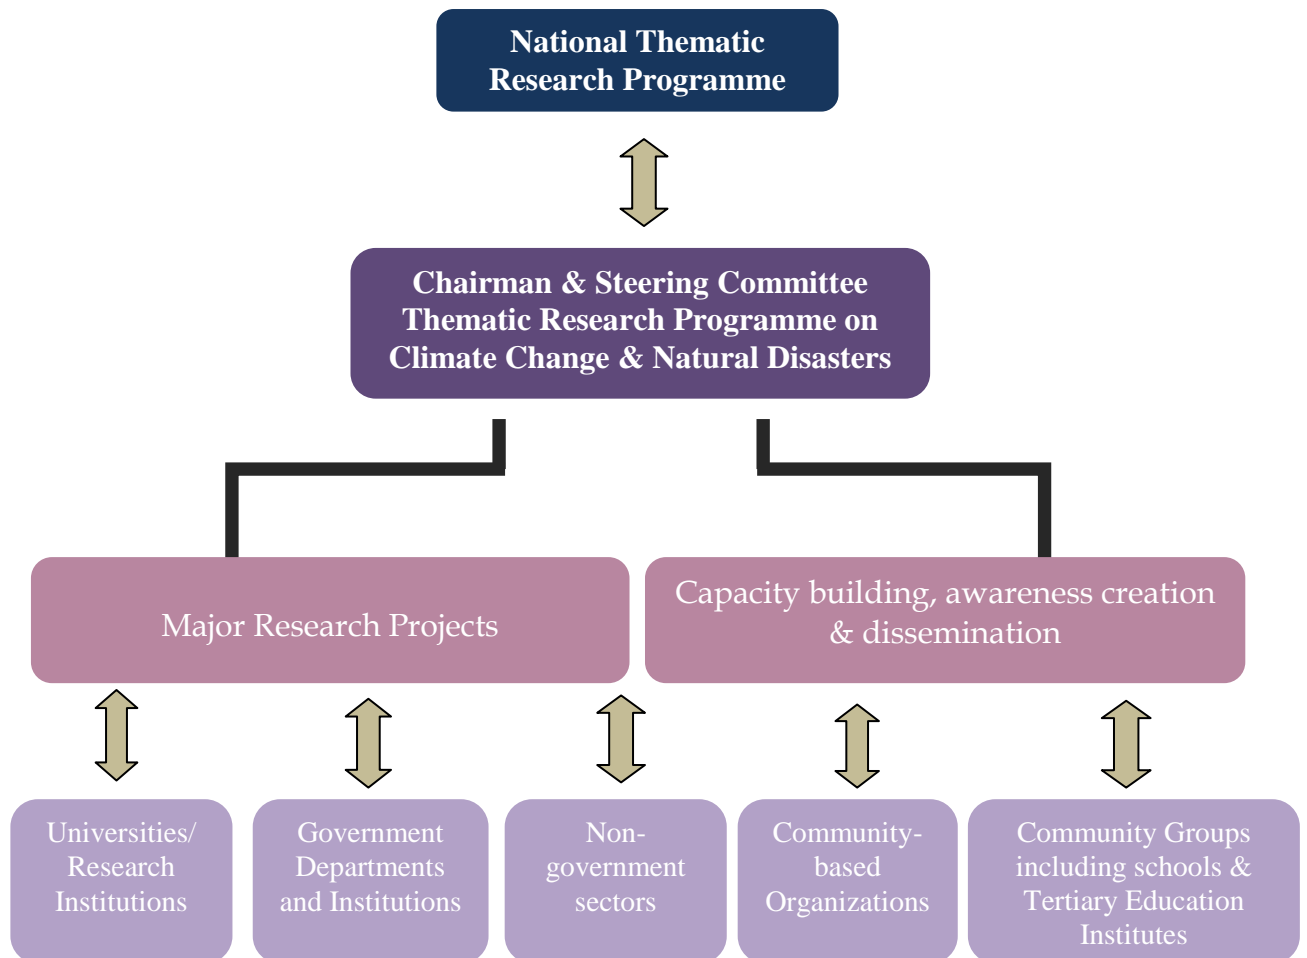 National Thematic
Research Programme
Chairman & Steering Committee
Thematic Research Programme on
Climate Change & Natural Disasters
Major Research Projects
Capacity building, awareness creation
& dissemination
Universities/
Research
Institutions
Government
Departments
and Institutions
Non-
government
sectors
Community-
based
Organizations
Community Groups
including schools &
Tertiary Education
Institutes